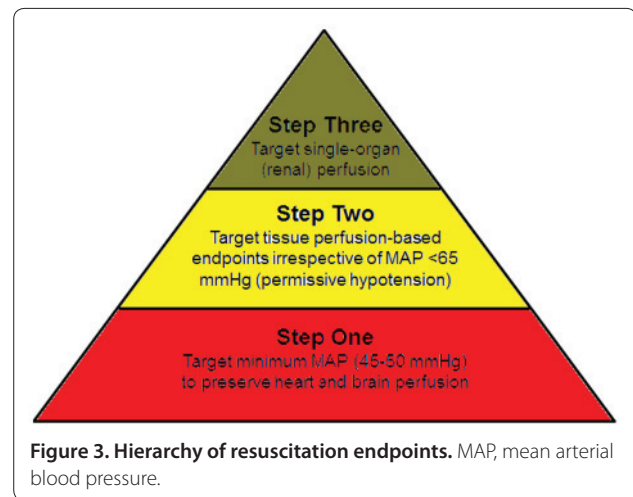 Step Three
Target single-organ
(renal) perfusion
Step Two
Target tissue perfusion-based
endpoints irrespective of MAP <65
mmHg (permissive hypotension)
Step One
Target minimum MAP (45-50 mmHg)
to preserve heart and brain perfusion
Figure 3. Hierarchy of resuscitation endpoints. MAP, mean arterial
blood pressure.